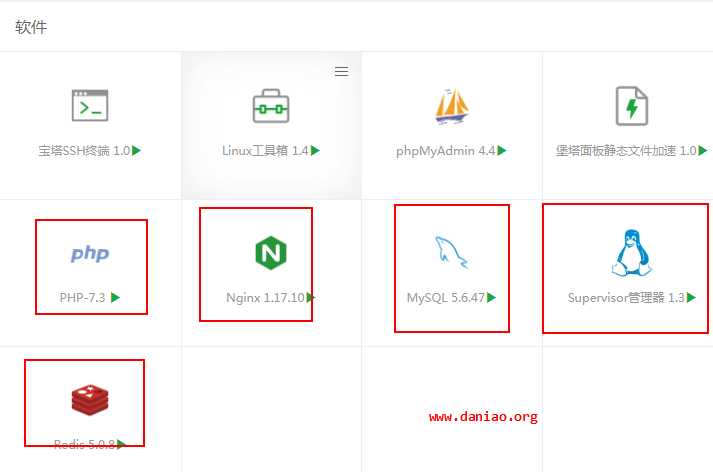 软件
宝塔SSH终端 1.0
Linux工具箱 1.4
phpMyAdmin 4.4
堡塔面板静态文件加速 1.0
php
PHP-7.3
N
Nginx 1.17.10
MySQL 5.6.47
Supervisor管理器 1.3
Redis 5.0.8
www.daniao.org